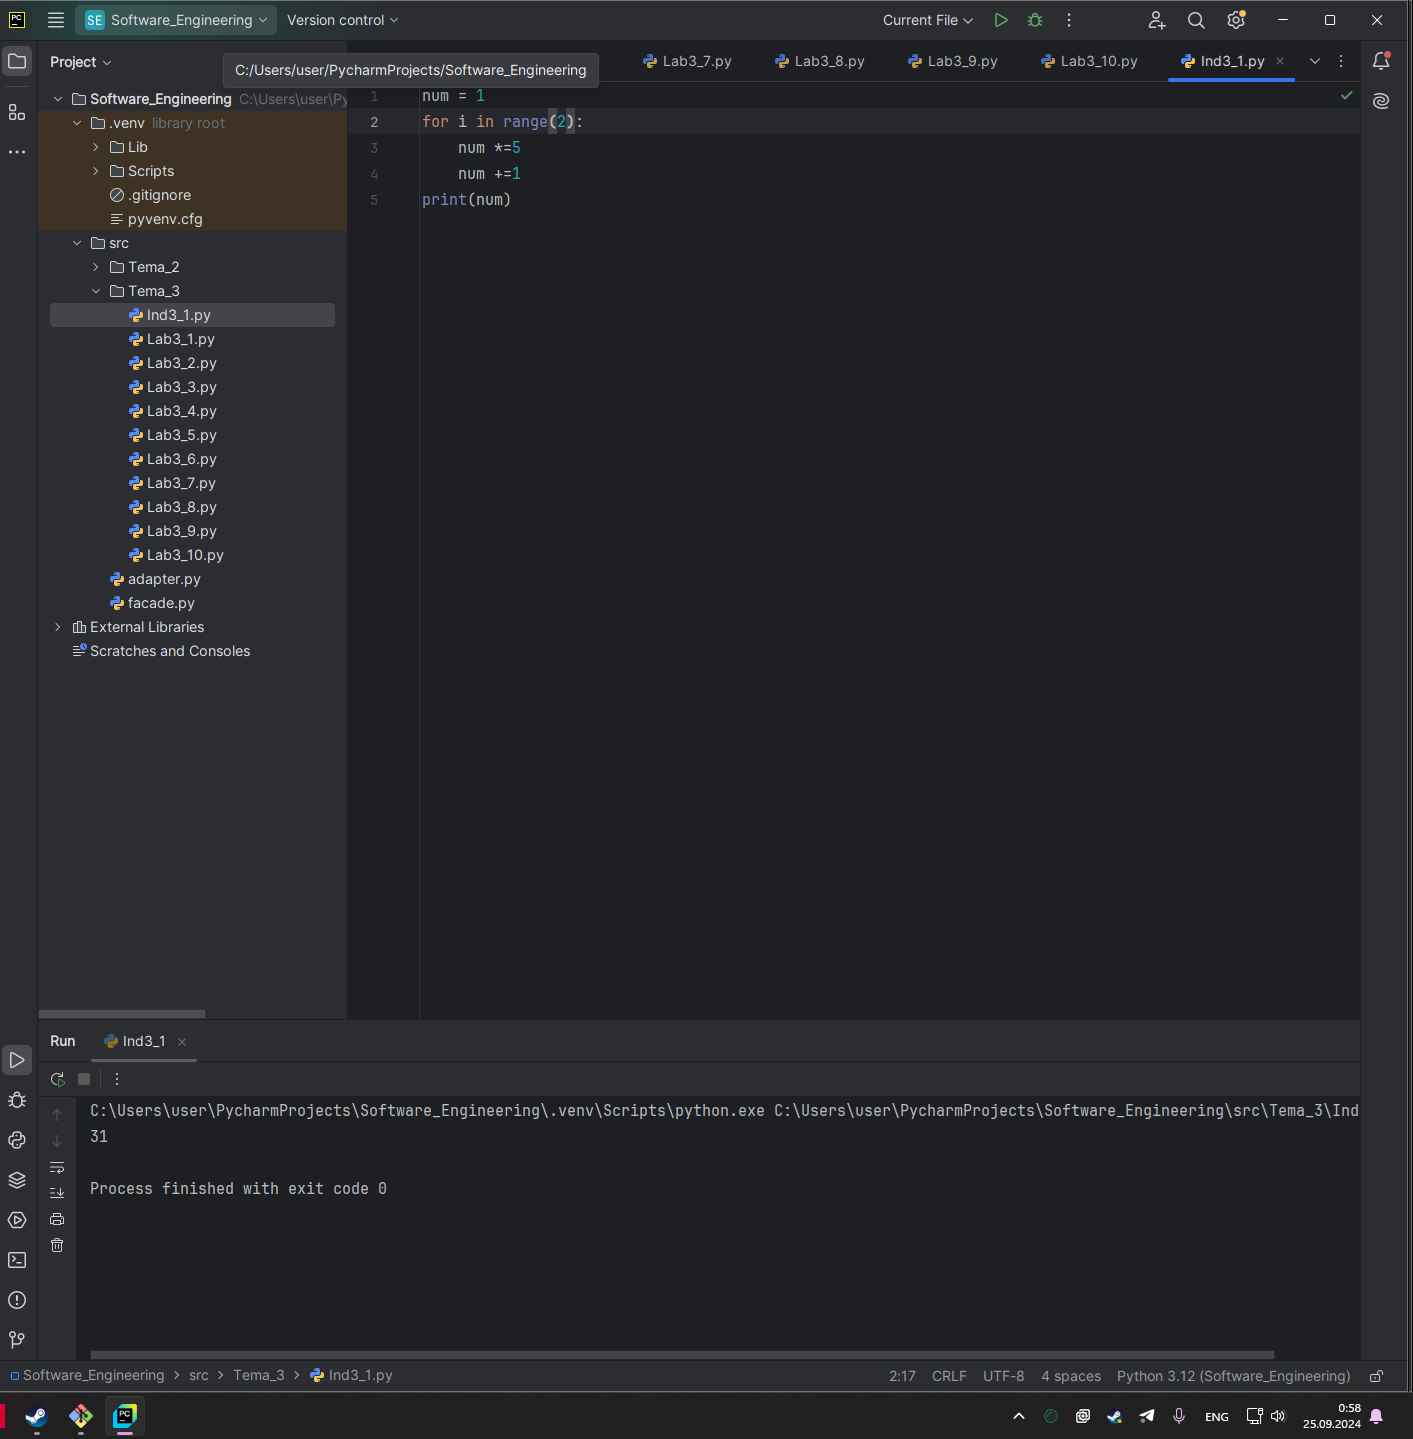 PC
SE Software_Engineering
Version control
Current File
Project
C:/Users/user/PycharmProjects/Software_Engineering
Lab3_7.py
Lab3_8.py
Lab3_9.py
Lab3_10.py
Ind3_1.py
Software_Engineering C:\Users\user\Py
.venv library root
Lib
Scripts
.gitignore
pyvenv.cfg
src
Tema_2
Tema_3
Ind3_1.py
Lab3_1.py
Lab3_2.py
Lab3_3.py
Lab3_4.py
Lab3_5.py
Lab3_6.py
Lab3_7.py
Lab3_8.py
Lab3_9.py
Lab3_10.py
adapter.py
facade.py
External Libraries
Scratches and Consoles
1 num = 1
2 for i in range(2):
3 num *=5
4 num +=1
5 print(num)
Run
Ind3_1
C:\Users\user\PycharmProjects\Software_Engineering\.venv\Scripts\python.exe C:\Users\user\PycharmProjects\Software_Engineering\src\Tema_3\Ind
31
Process finished with exit code 0
Software_Engineering > src > Tema_3 > Ind3_1.py
2:17 CRLF UTF-8 4 spaces Python 3.12 (Software_Engineering)
PC
ENG
0:58
25.09.2024